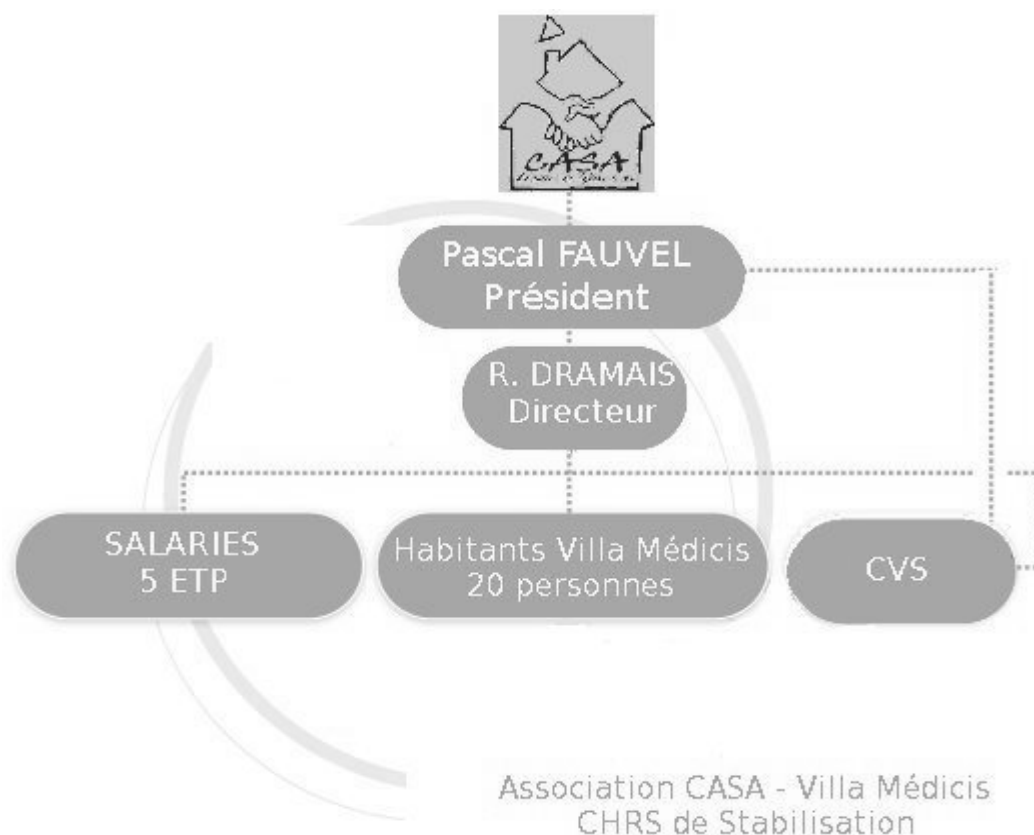 CASA
Pascal FAUVEL
Président
R. DRAMAIS
Directeur
SALARIES
5 ETP
Habitants Villa Médicis
20 personnes
CVS
Association CASA - Villa Médicis
CHRS de Stabilisation